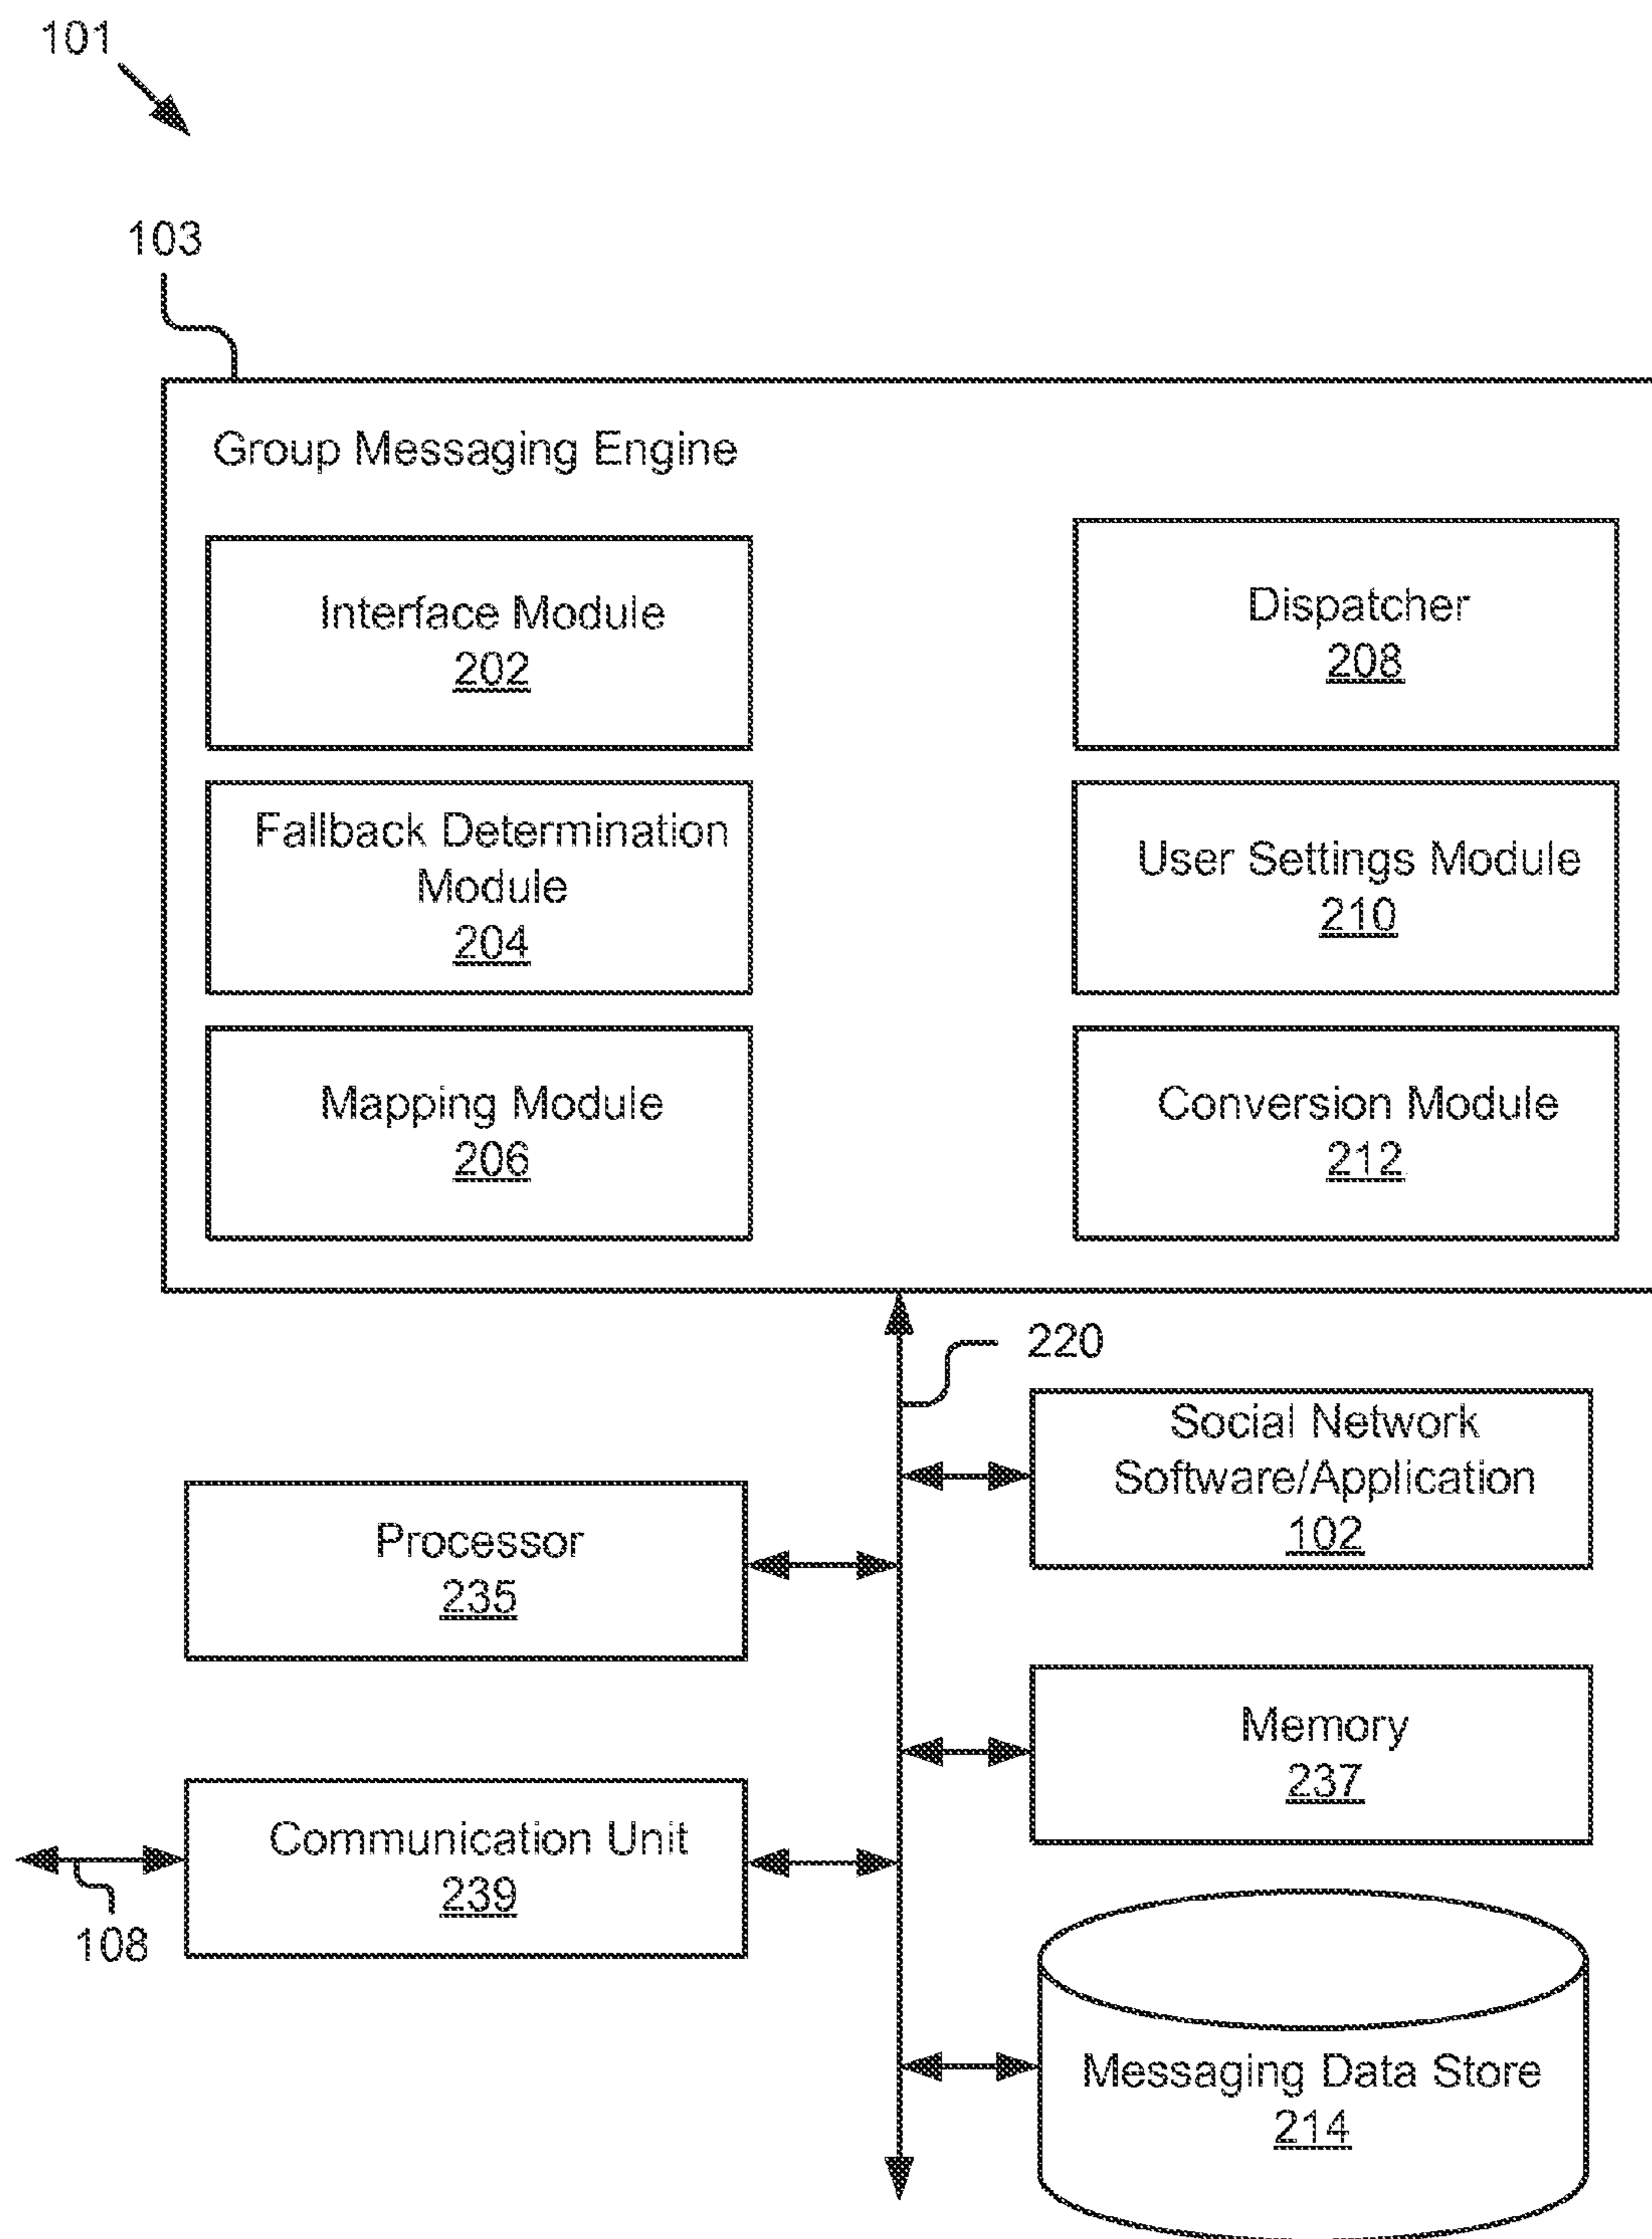 101
103
Group Messaging Engine
Interface Module
202
Dispatcher
208
Fallback Determination
Module
204
User Settings Module
210
Mapping Module
206
Conversion Module
212
220
Social Network
Software/Application
102
Processor
235
Memory
237
Communication Unit
239
108
Messaging Data Store
214